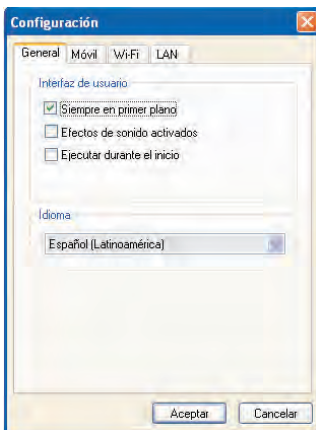 Configuración
General Móvil Wi-Fi LAN
Interfaz de usuario
Siempre en primer plano
Efectos de sonido activados
Ejecutar durante el inicio
Idioma
Español (Latinoamérica)
Aceptar Cancelar